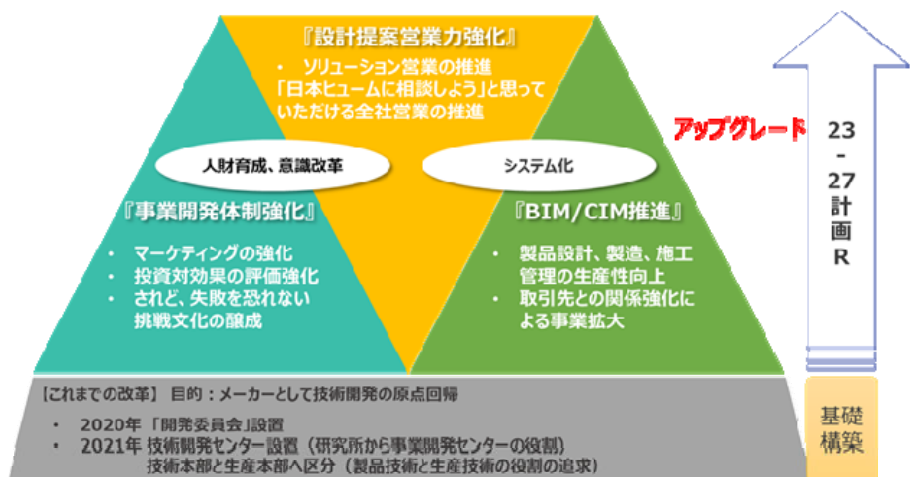 『設計提案営業力強化』
・ ソリューション営業の推進
「日本ヒュームに相談しよう」と思って
いただける全社営業の推進
アップグレード
人財育成、意識改革
システム化
『事業開発体制強化』
・ マーケティングの強化
・ 投資対効果の評価強化
・ されど、失敗を恐れない
挑戦文化の醸成
『BIM/CIM推進』
・ 製品設計、製造、施工
管理の生産性向上
・ 取引先との関係強化に
よる事業拡大
23
-
27
計
画
R
【これまでの改革】 目的：メーカーとして技術開発の原点回帰
・ 2020年 「開発委員会」設置
・ 2021年 技術開発センター設置（研究所から事業開発センターの役割）
技術本部と生産本部へ区分（製品技術と生産技術の役割の追求）
基礎
構築